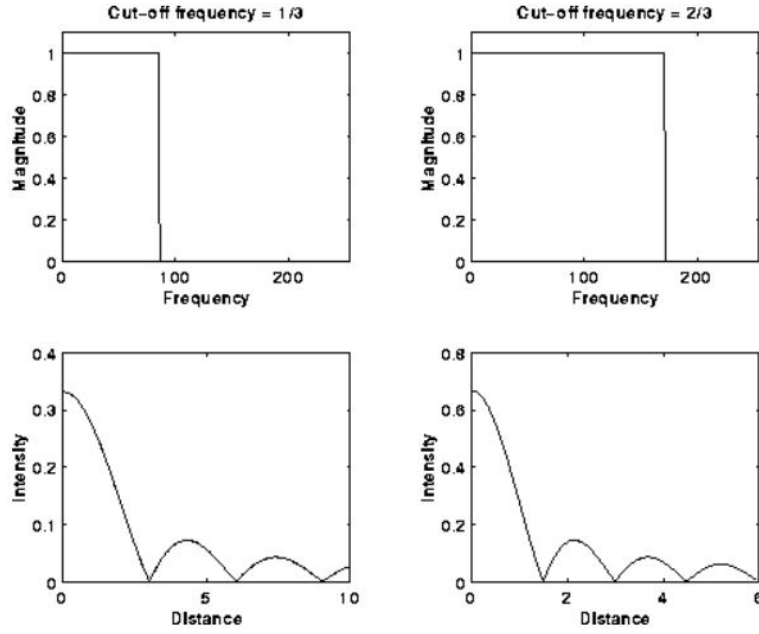 Cut-off frequency = 1/3
1
0.8
0.6
0.4
0.2
0
Magnitude
0 100 200
Frequency
Cut-off frequency = 2/3
1
0.8
0.6
0.4
0.2
0
Magnitude
0 100 200
Frequency
0.4
0.3
0.2
0.1
0
Intensity
0 5 10
Distance
0.8
0.6
0.4
0.2
0
Intensity
0 2 4 6
Distance